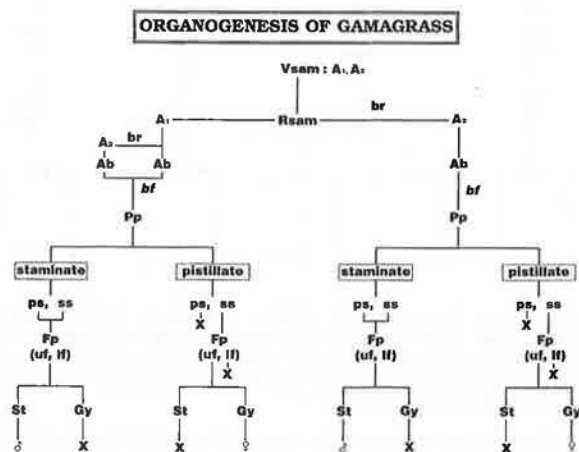 ORGANOGENESIS OF GAMAGRASS
Vsam : A₁, A₂
A₁ Rsam br A₂
A₂ br
Ab Ab Ab
bf bf
Pp Pp
staminate pistillate staminate pistillate
ps, ss ps, ss ps, ss ps, ss
X X
Fp Fp Fp Fp
(uf, lf) (uf, lf) (uf, lf) (uf, lf)
X X
St Gy St Gy St Gy St Gy
♂ X X ♀ ♂ X X ♀